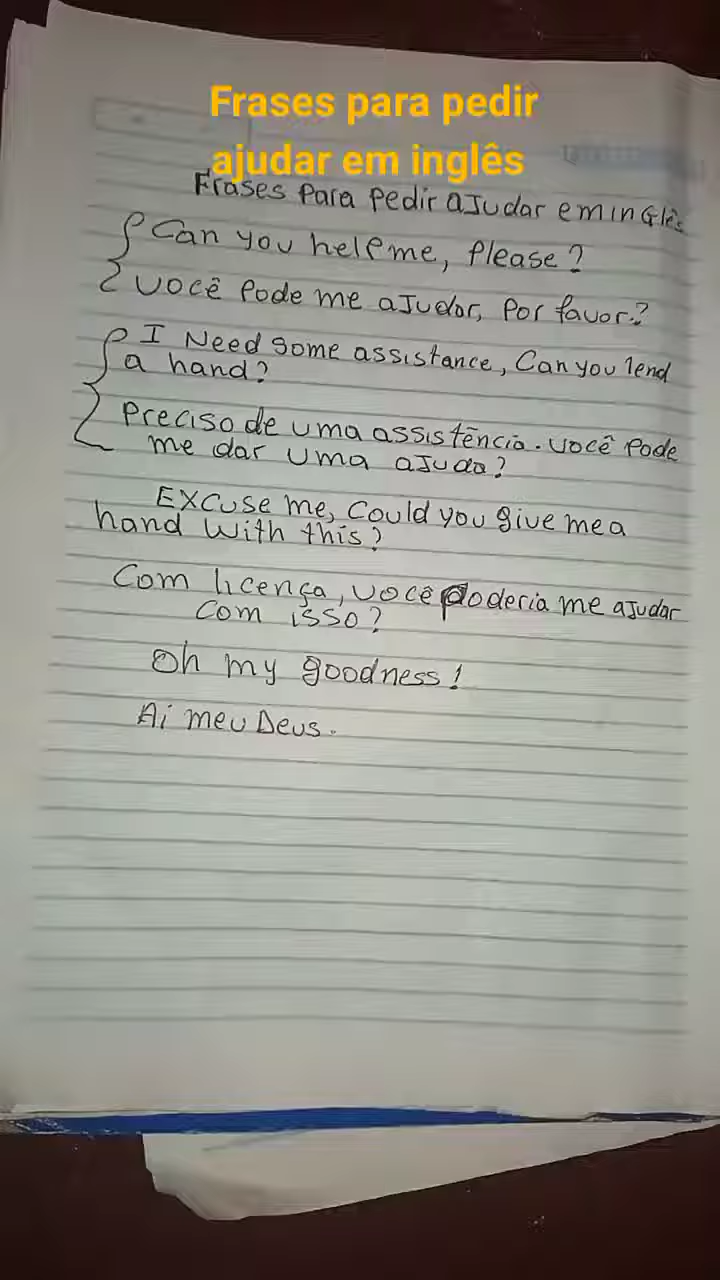 Frases para pedir
ajudar em inglês
Frases Para Pedir aJudar em inGlês
Can you helPme, Please?
você Pode me aJudar, Por favor?
I Need some assistance, Can you lend
a hand?
Preciso de uma assistência. você Pode
me dar uma aJuda?
Excuse me, Could you give me a
hand with this?
Com licença, você poderia me aJudar
com isso?
Oh my goodness!
Ai meu Deus.